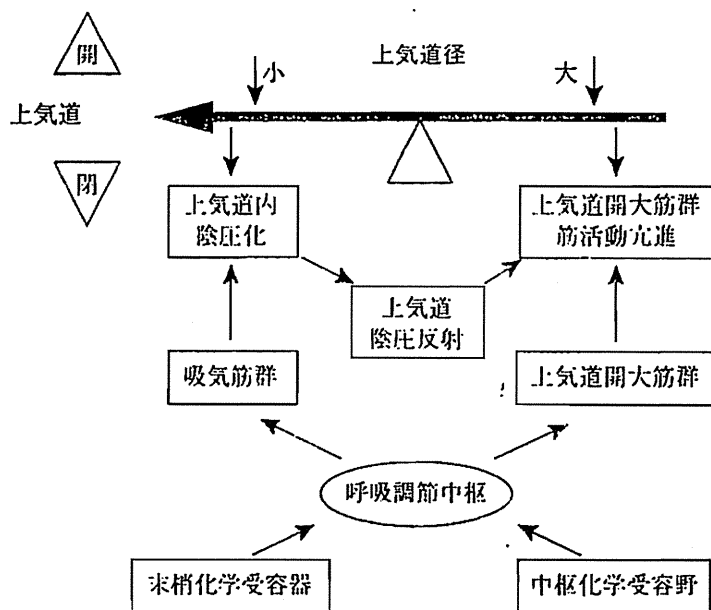 開
上気道径
小
大
上気道
閉
上気道内
陰圧化
上気道開大筋群
筋活動亢進
上気道
陰圧反射
吸気筋群
上気道開大筋群
呼吸調節中枢
末梢化学受容器
中枢化学受容野